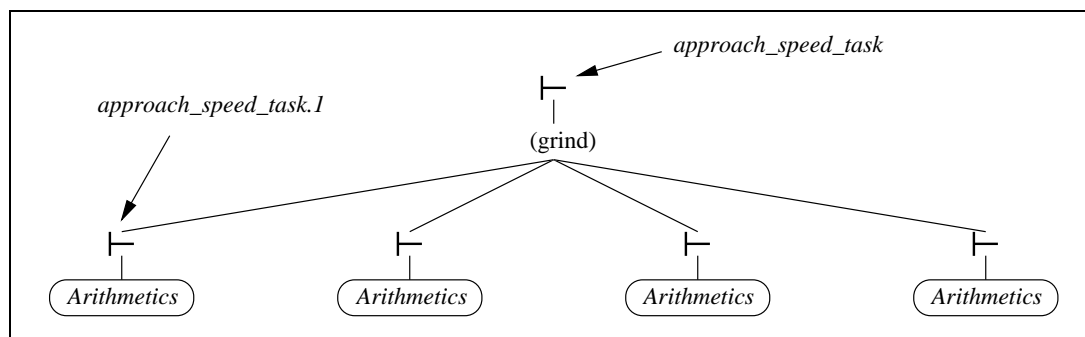 approach_speed_task
approach_speed_task.1
(grind)
Arithmetics
Arithmetics
Arithmetics
Arithmetics